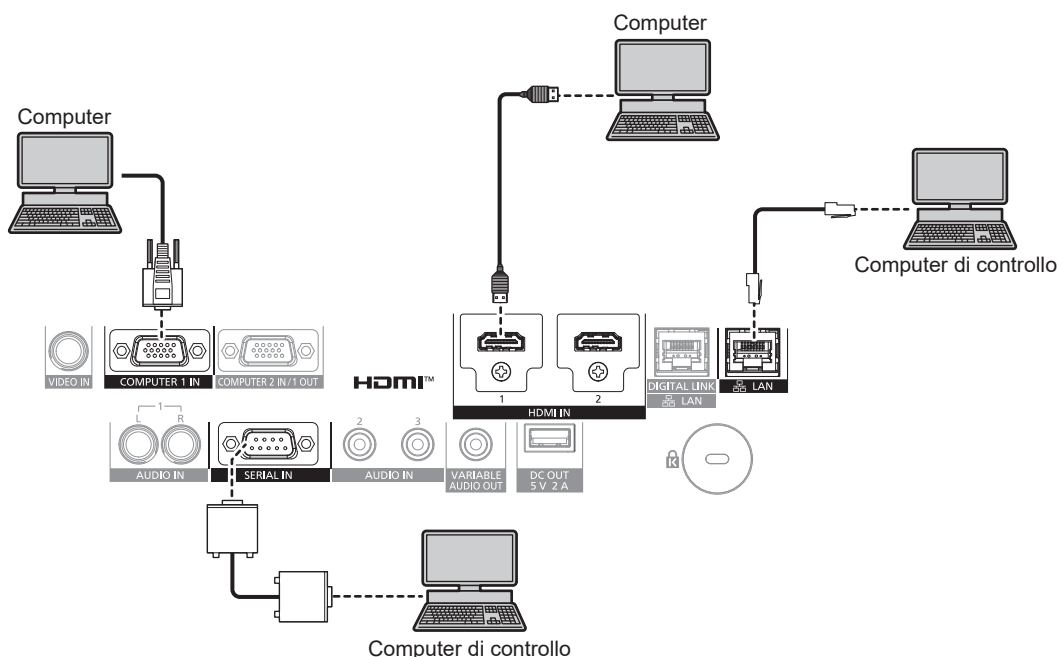 Computer
Computer
Computer di controllo
VIDEO IN
COMPUTER 1 IN
COMPUTER 2 IN/1 OUT
HDMI™
1
2
HDMI IN
DIGITAL LINK
LAN
LAN
1
L
R
AUDIO IN
SERIAL IN
2
3
AUDIO IN
VARIABLE
AUDIO OUT
DC OUT
5 V 2 A
K
Computer di controllo